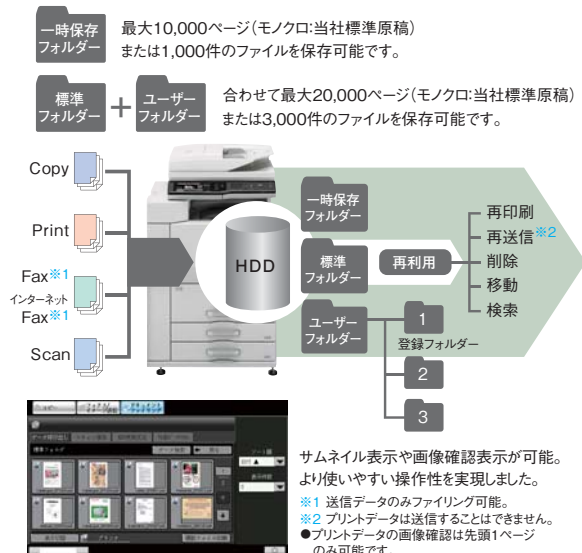 一時保存
フォルダー
最大10,000ページ(モノクロ:当社標準原稿)
または1,000件のファイルを保存可能です。
標準
フォルダー
+
ユーザー
フォルダー
合わせて最大20,000ページ(モノクロ:当社標準原稿)
または3,000件のファイルを保存可能です。
Copy
Print
Fax※1
インターネット
Fax※1
Scan
HDD
一時保存
フォルダー
標準
フォルダー
ユーザー
フォルダー
再利用
再印刷
再送信※2
削除
移動
検索
1
登録フォルダー
2
3
サムネイル表示や画像確認表示が可能。
より使いやすい操作性を実現しました。
※1 送信データのみファイリング可能。
※2 プリントデータは送信することはできません。
●プリントデータの画像確認は先頭1ページ
のみ可能です。